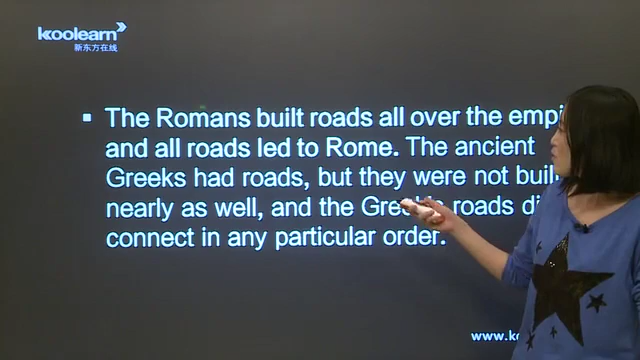 koolearn
新东方在线
The Romans built roads all over the
and all roads led to Rome. The ancient
Greeks had roads, but they were not
nearly as well, and the Greeks roads
connect in any particular order.